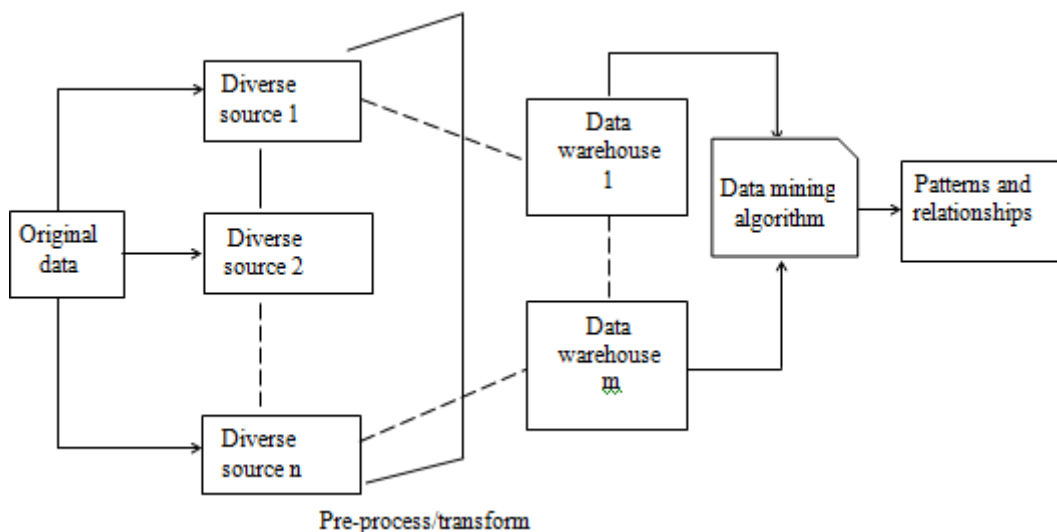 Original
data
Diverse
source 1
Diverse
source 2
Diverse
source n
Pre-process/transform
Data
warehouse
1
Data
warehouse
m
Data mining
algorithm
Patterns and
relationships